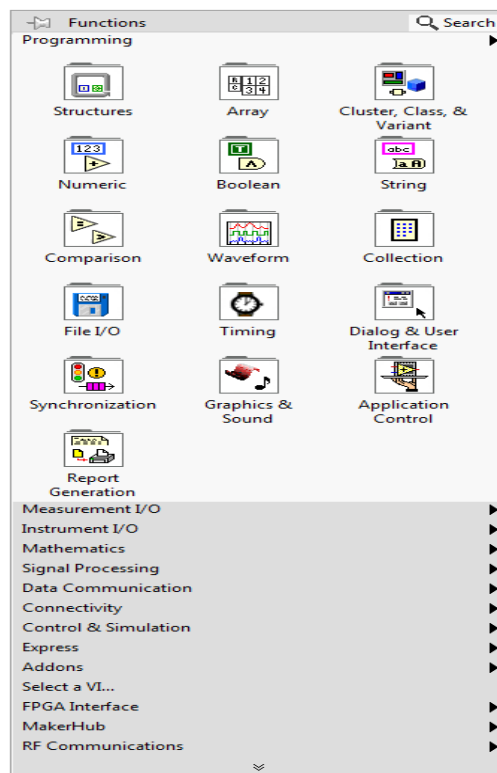 Functions Search
Programming
Structures Array Cluster, Class, &
Variant
123 T abc
Numeric Boolean String
Comparison Waveform Collection
File I/O Timing Dialog & User
Interface
Synchronization Graphics & Application
Sound Control
Report
Generation
Measurement I/O
Instrument I/O
Mathematics
Signal Processing
Data Communication
Connectivity
Control & Simulation
Express
Addons
Select a VI...
FPGA Interface
MakerHub
RF Communications